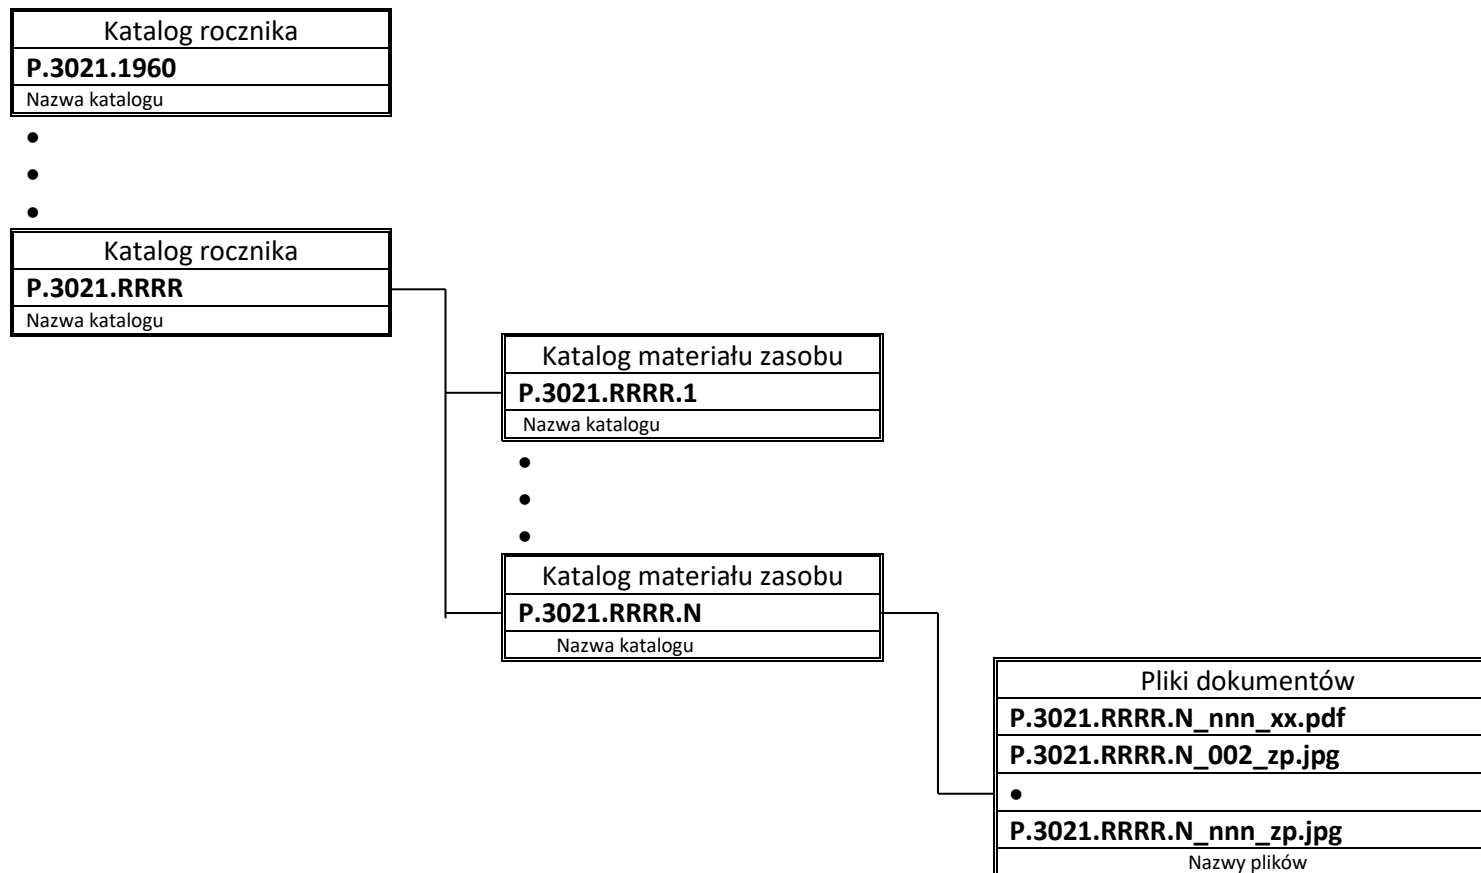 Katalog rocznika
P.3021.1960
Nazwa katalogu
•
•
•
Katalog rocznika
P.3021.RRRR
Nazwa katalogu
Katalog materiału zasobu
P.3021.RRRR.1
Nazwa katalogu
•
•
•
Katalog materiału zasobu
P.3021.RRRR.N
Nazwa katalogu
Pliki dokumentów
P.3021.RRRR.N_nnn_xx.pdf
P.3021.RRRR.N_002_zp.jpg
•
P.3021.RRRR.N_nnn_zp.jpg
Nazwy plików